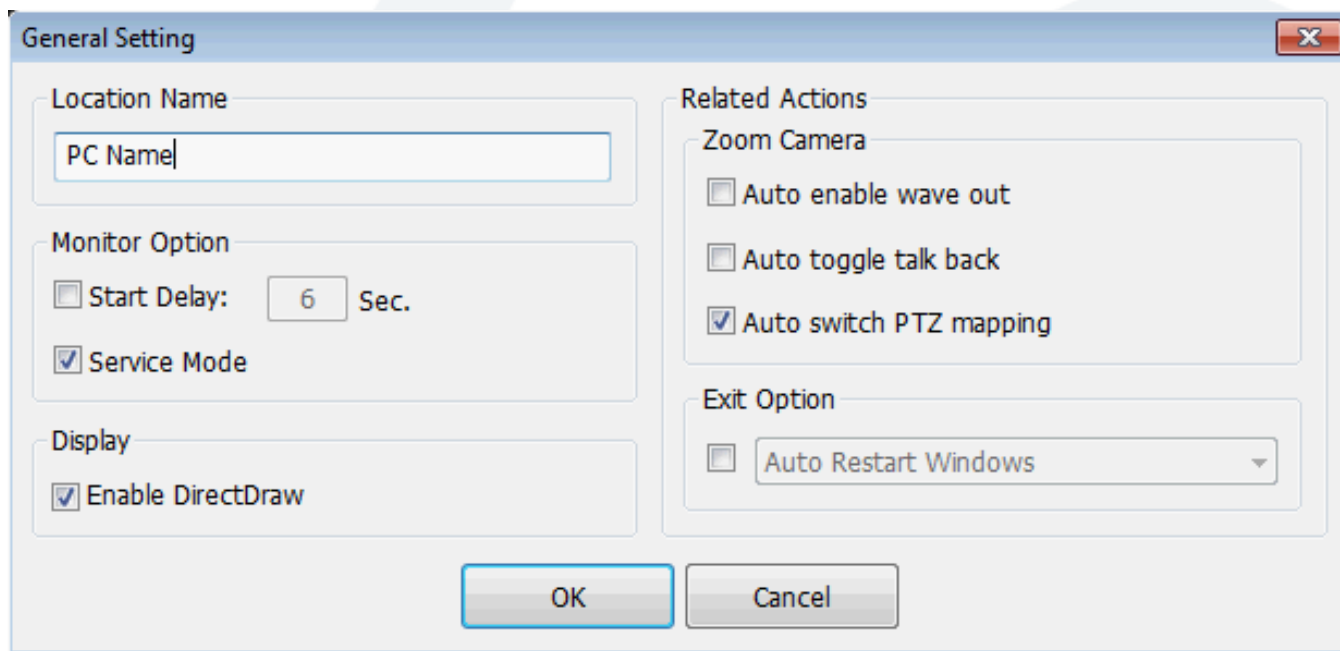 General Setting
Location Name
PC Name
Monitor Option
Start Delay: 6 Sec.
Service Mode
Display
Enable DirectDraw
Related Actions
Zoom Camera
Auto enable wave out
Auto toggle talk back
Auto switch PTZ mapping
Exit Option
Auto Restart Windows
OK
Cancel